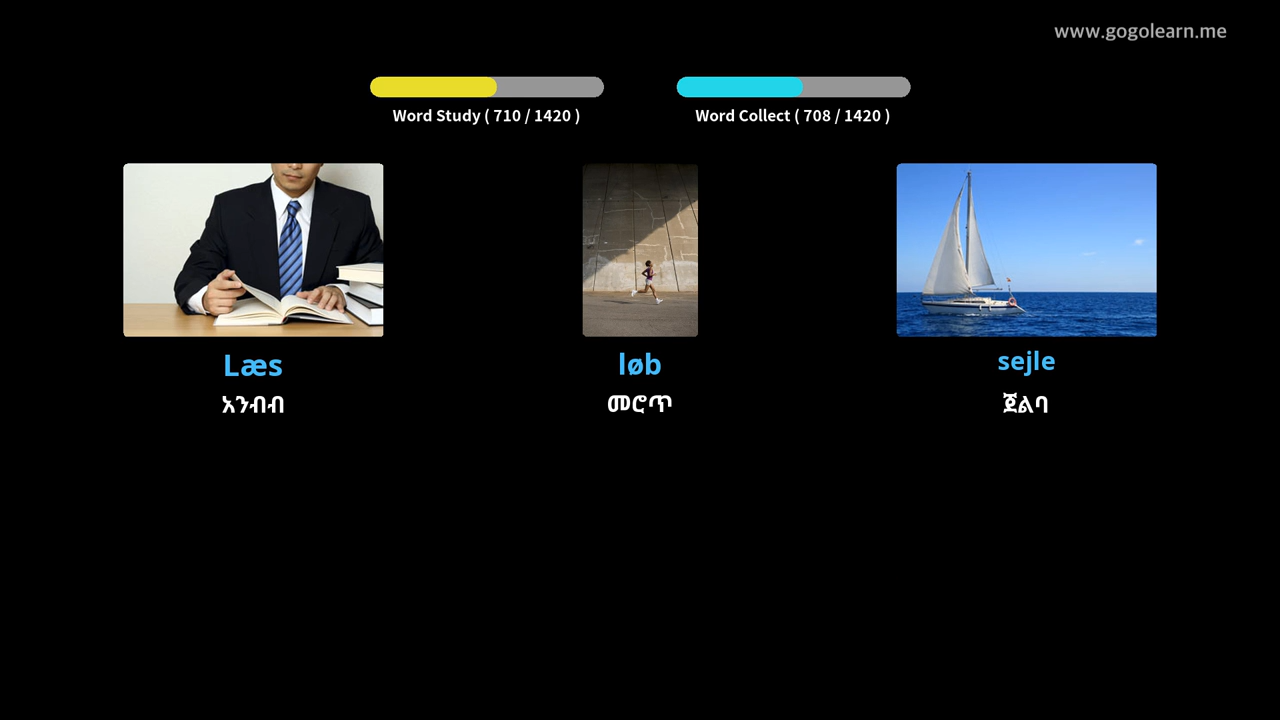 www.gogolearn.me
Word Study ( 710 / 1420 )
Word Collect ( 708 / 1420 )
Læs
løb
sejle
አንብብ
መሮጥ
ጀልባ